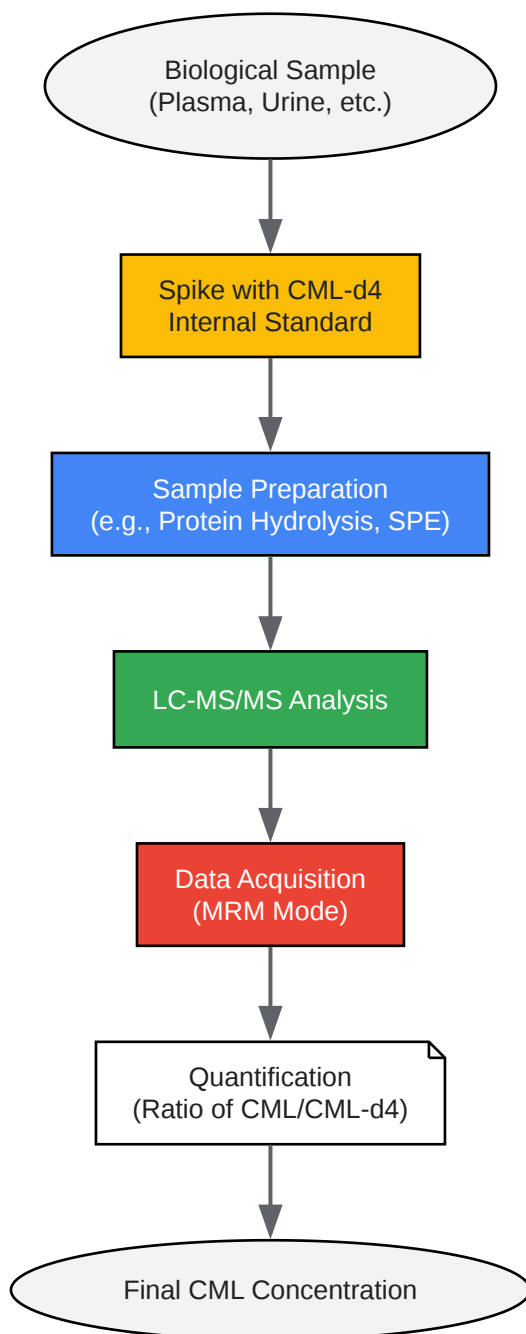 Biological Sample
(Plasma, Urine, etc.)
Spike with CML-d4
Internal Standard
Sample Preparation
(e.g., Protein Hydrolysis, SPE)
LC-MS/MS Analysis
Data Acquisition
(MRM Mode)
Quantification
(Ratio of CML/CML-d4)
Final CML Concentration